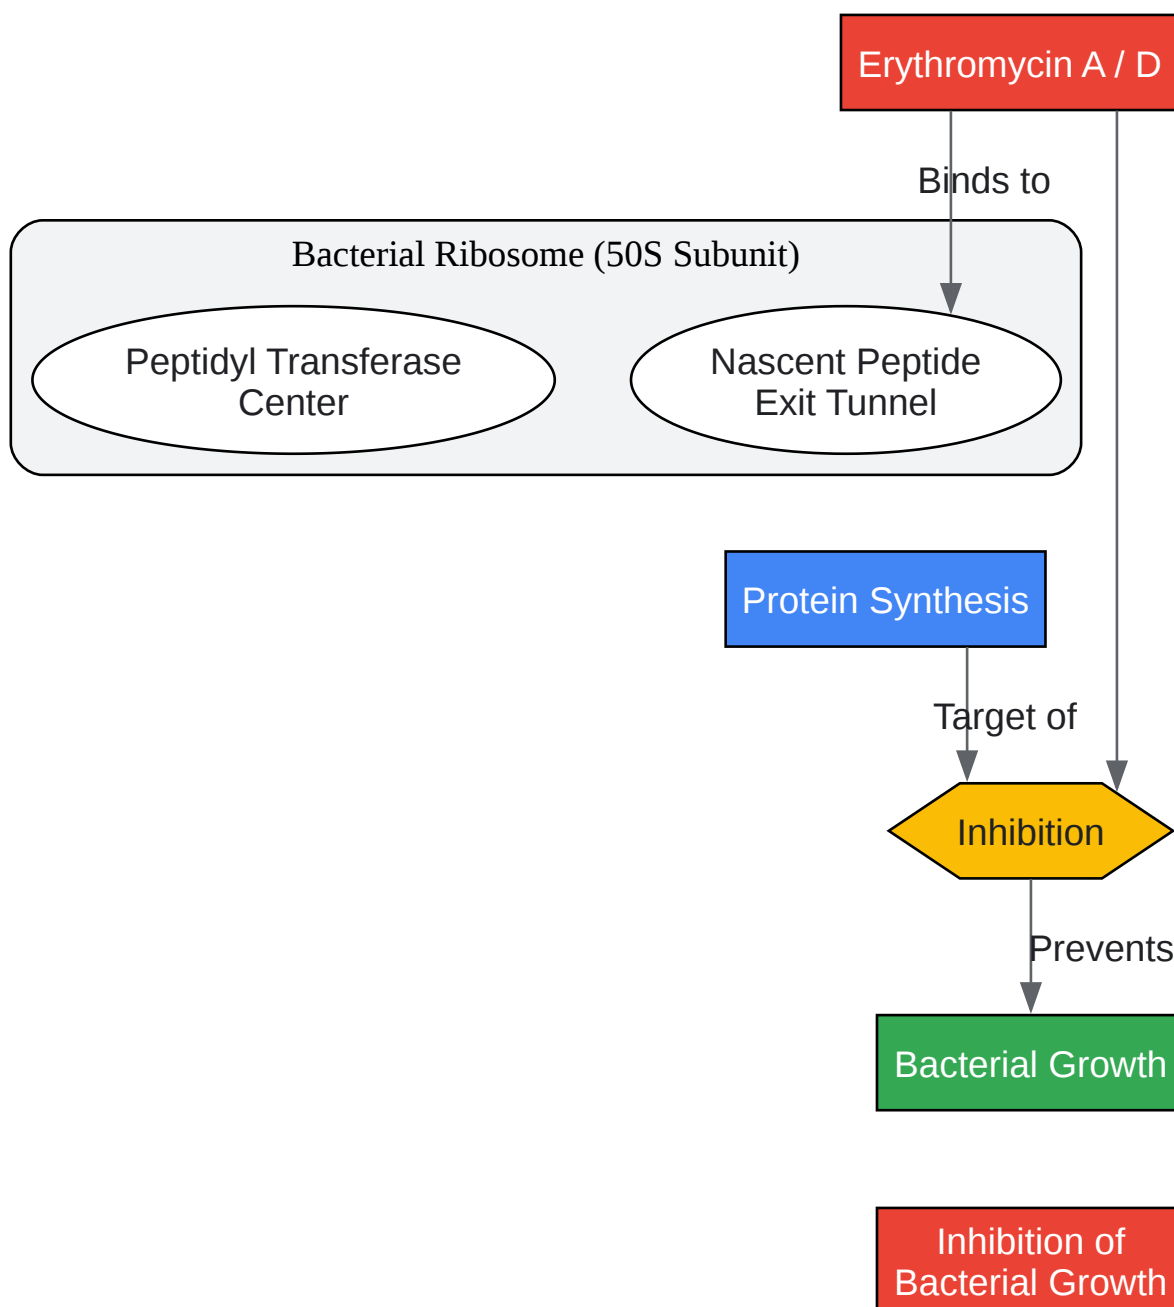 Erythromycin A / D
Binds to
Bacterial Ribosome (50S Subunit)
Peptidyl Transferase
Center
Nascent Peptide
Exit Tunnel
Protein Synthesis
Target of
Inhibition
Prevents
Bacterial Growth
Inhibition of
Bacterial Growth